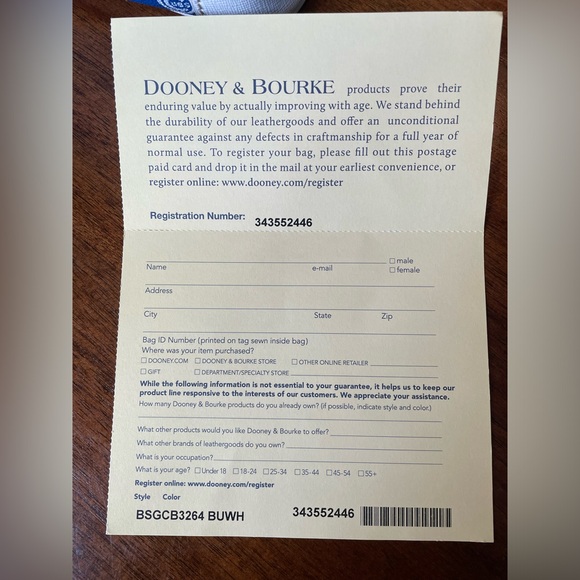 DOONEY & BOURKE products prove their
enduring value by actually improving with age. We stand behind
the durability of our leathergoods and offer an unconditional
guarantee against any defects in craftmanship for a full year of
normal use. To register your bag, please fill out this postage
paid card and drop it in the mail at your earliest convenience, or
register online: www.dooney.com/register
Registration Number: 343552446
☐ male
Name e-mail ☐ female
Address
City State Zip
Bag ID Number (printed on tag sewn inside bag)
Where was your item purchased?
☐ DOONEY.COM ☐ DOONEY & BOURKE STORE ☐ OTHER ONLINE RETAILER
☐ GIFT ☐ DEPARTMENT/SPECIALTY STORE
While the following information is not essential to your guarantee, it helps us to keep our
product line responsive to the interests of our customers. We appreciate your assistance.
How many Dooney & Bourke products do you already own? (if possible, indicate style and color.)
What other products would you like Dooney & Bourke to offer?
What other brands of leathergoods do you own?
What is your occupation?
What is your age? ☐ Under 18 ☐ 18-24 ☐ 25-34 ☐ 35-44 ☐ 45-54 ☐ 55+
Register online: www.dooney.com/register
Style Color
BSGCB3264 BUWH 343552446